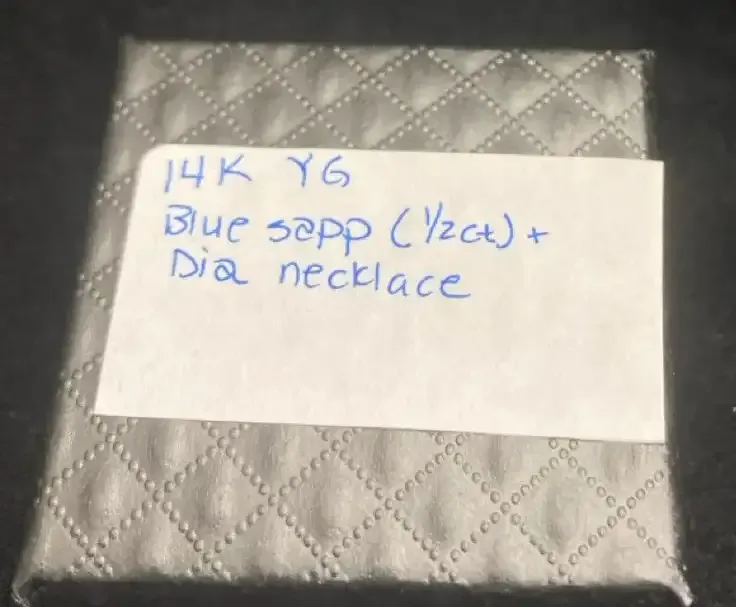 14K YG
Blue sapp (1/2ct) +
Dia necklace